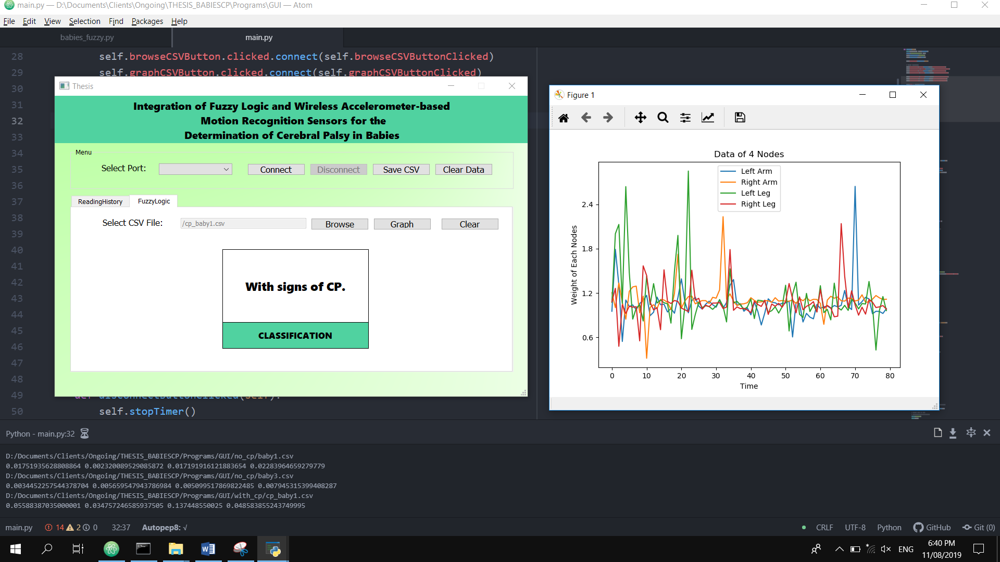 main.py — D:\Documents\Clients\Ongoing\THESIS_BABIESCP\Programs\GUI — Atom
File Edit View Selection Find Packages Help
babies_fuzzy.py main.py
28 self.browseCSVButton.clicked.connect(self.browseCSVButtonClicked)
29 self.graphCSVButton.clicked.connect(self.graphCSVButtonClicked)
30
31
32
33
34
35
36
37
38
39
40
41
42
43
44
45
46
47
48
49 def disconnectButtonClicked(self):
50 self.stopTimer()
Thesis
Integration of Fuzzy Logic and Wireless Accelerometer-based
Motion Recognition Sensors for the
Determination of Cerebral Palsy in Babies
Menu
Select Port: Connect Disconnect Save CSV Clear Data
ReadingHistory FuzzyLogic
Select CSV File: /cp_baby1.csv Browse Graph Clear
With signs of CP.
CLASSIFICATION
Figure 1
Data of 4 Nodes
Left Arm
Right Arm
Left Leg
Right Leg
Weight of Each Nodes
2.4
1.8
1.2
0.6
0 10 20 30 40 50 60 70 80
Time
Python - main.py:32
D:/Documents/Clients/Ongoing/THESIS_BABIESCP/Programs/GUI/no_cp/baby1.csv
0.01751935628808864 0.002320089529085872 0.017191916121883654 0.02283964659279779
D:/Documents/Clients/Ongoing/THESIS_BABIESCP/Programs/GUI/no_cp/baby3.csv
0.0034452257544378704 0.005659547943786984 0.005099517869822485 0.007945315399408287
D:/Documents/Clients/Ongoing/THESIS_BABIESCP/Programs/GUI/with_cp/cp_baby1.csv
0.05588387035000001 0.034757246585937505 0.137448550025 0.048583855243749995
main.py 14 2 0 32:37 Autopep8: √ CRLF UTF-8 Python GitHub Git (0)
ENG
6:40 PM
11/08/2019